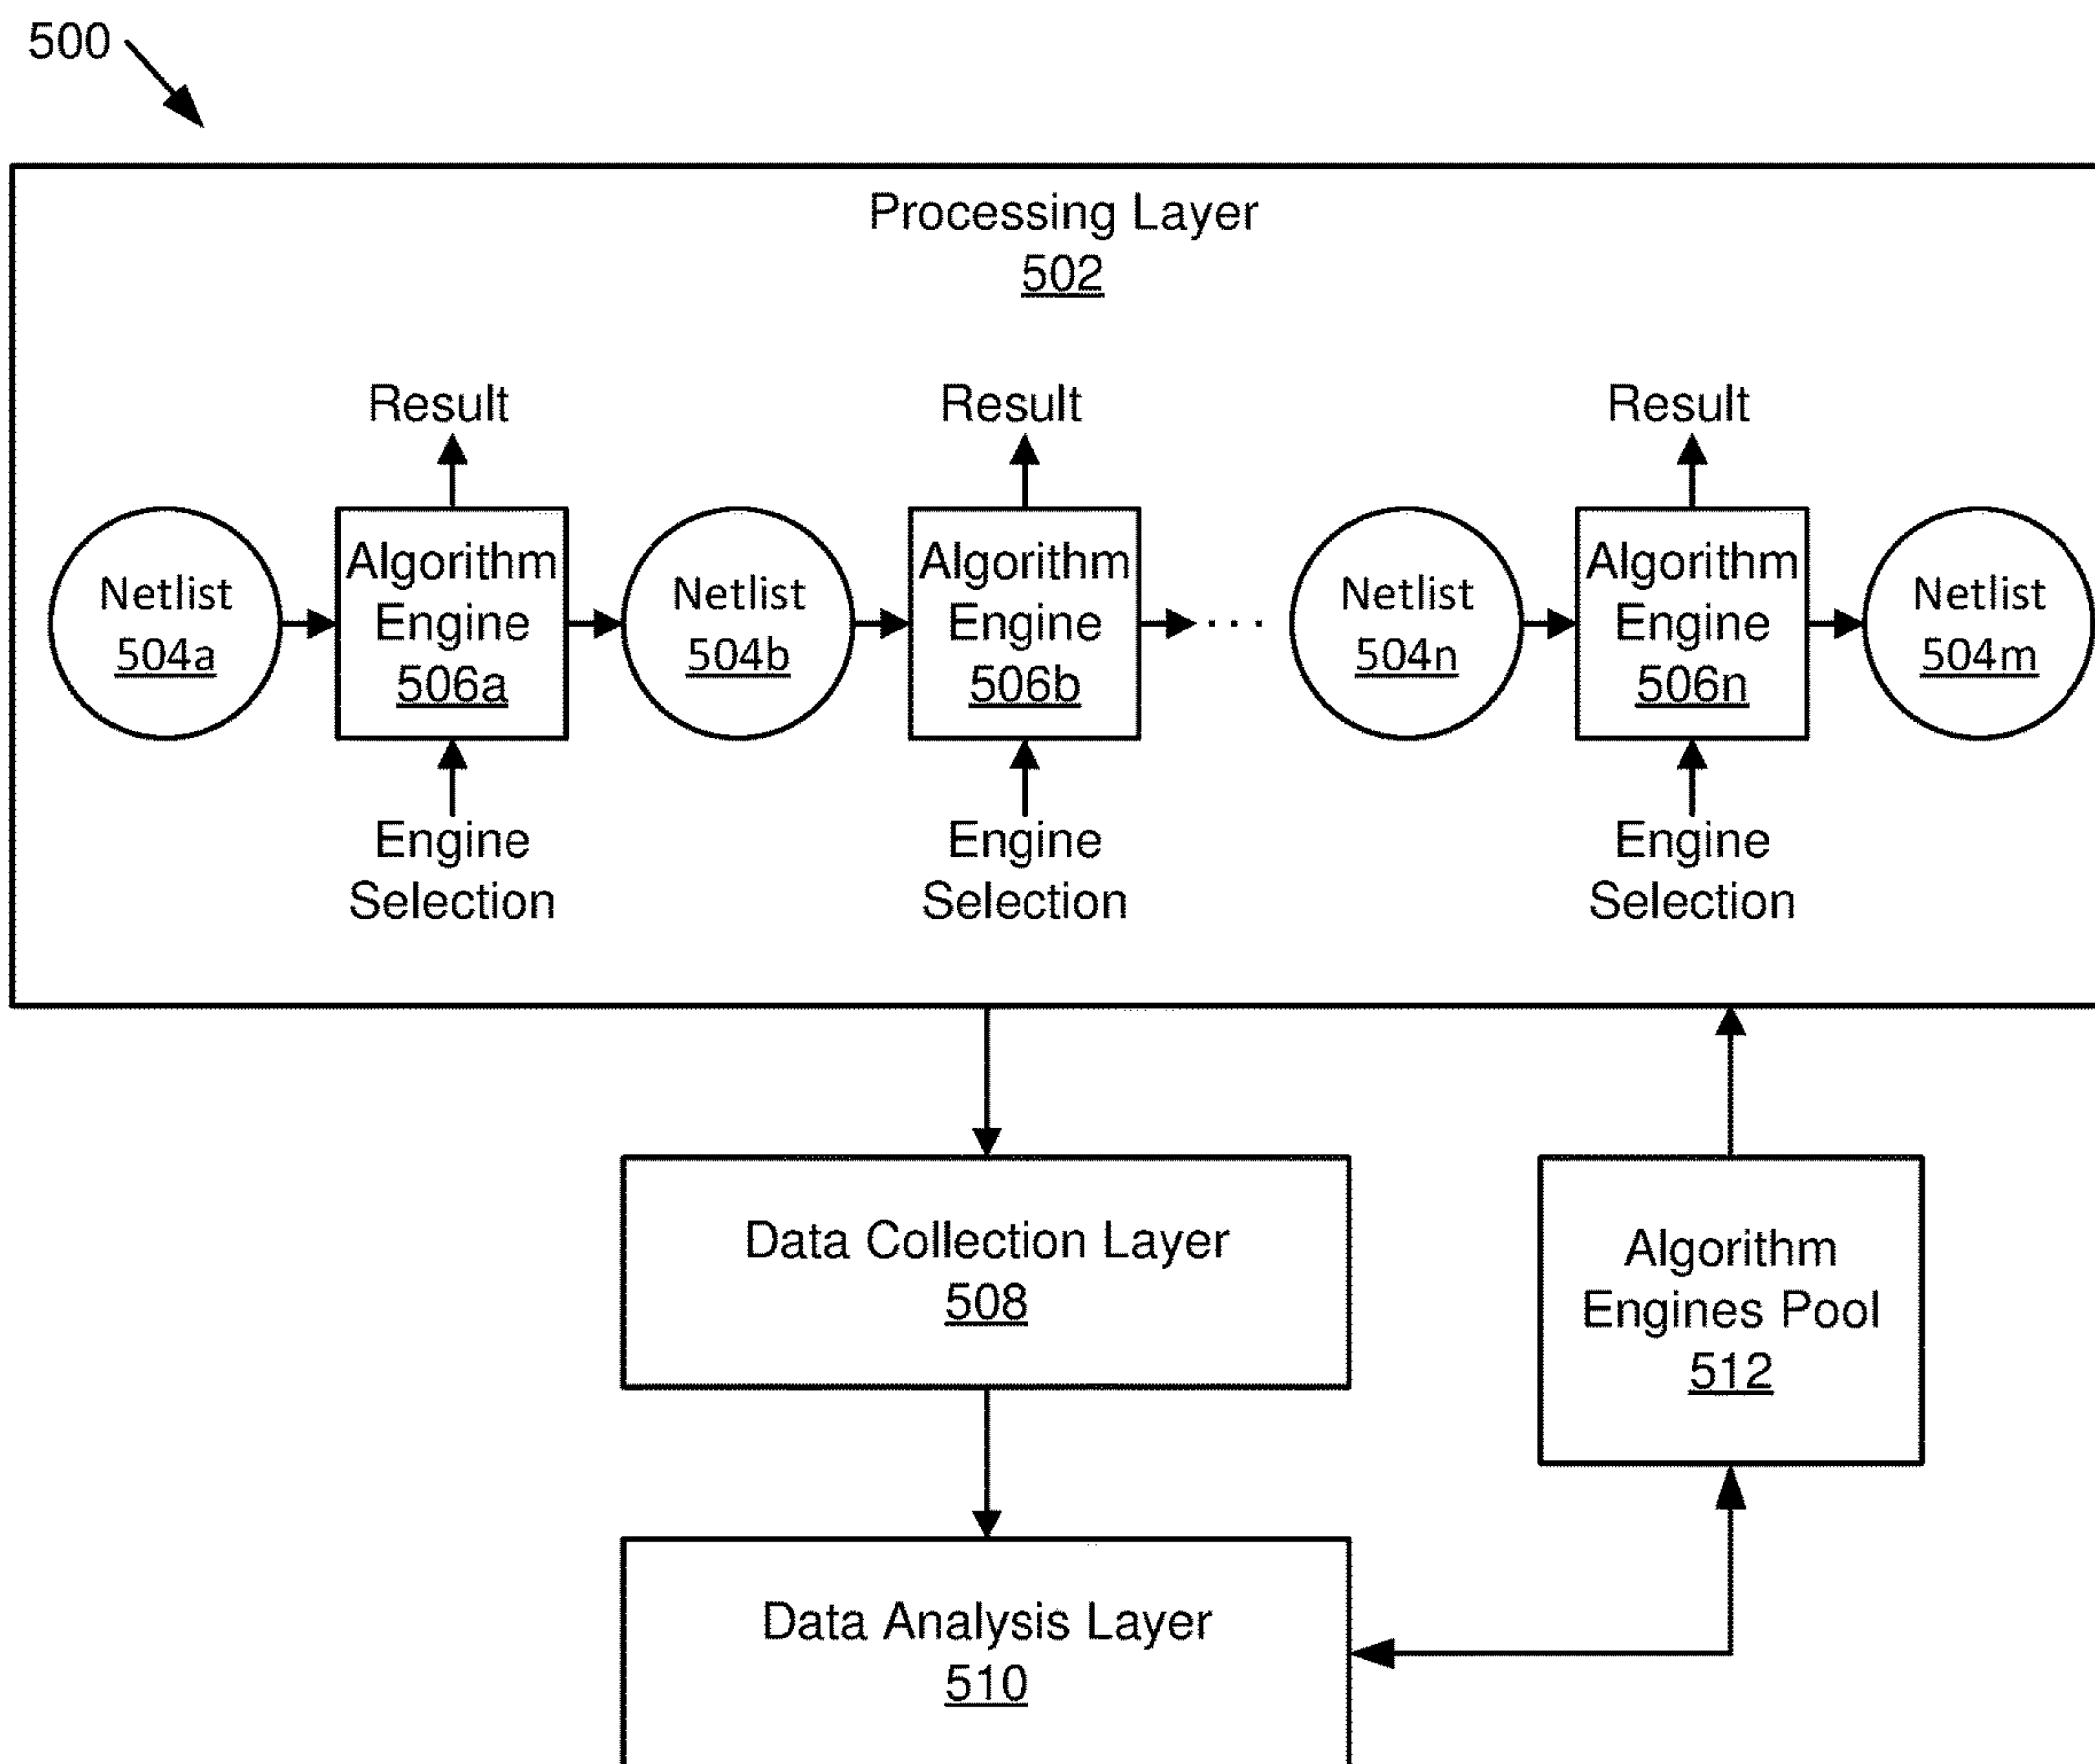 500
Processing Layer
502
Result Result Result
Netlist 504a
Algorithm Engine 506a
Netlist 504b
Algorithm Engine 506b
...
Netlist 504n
Algorithm Engine 506n
Netlist 504m
Engine Selection
Engine Selection
Engine Selection
Data Collection Layer
508
Algorithm
Engines Pool
512
Data Analysis Layer
510